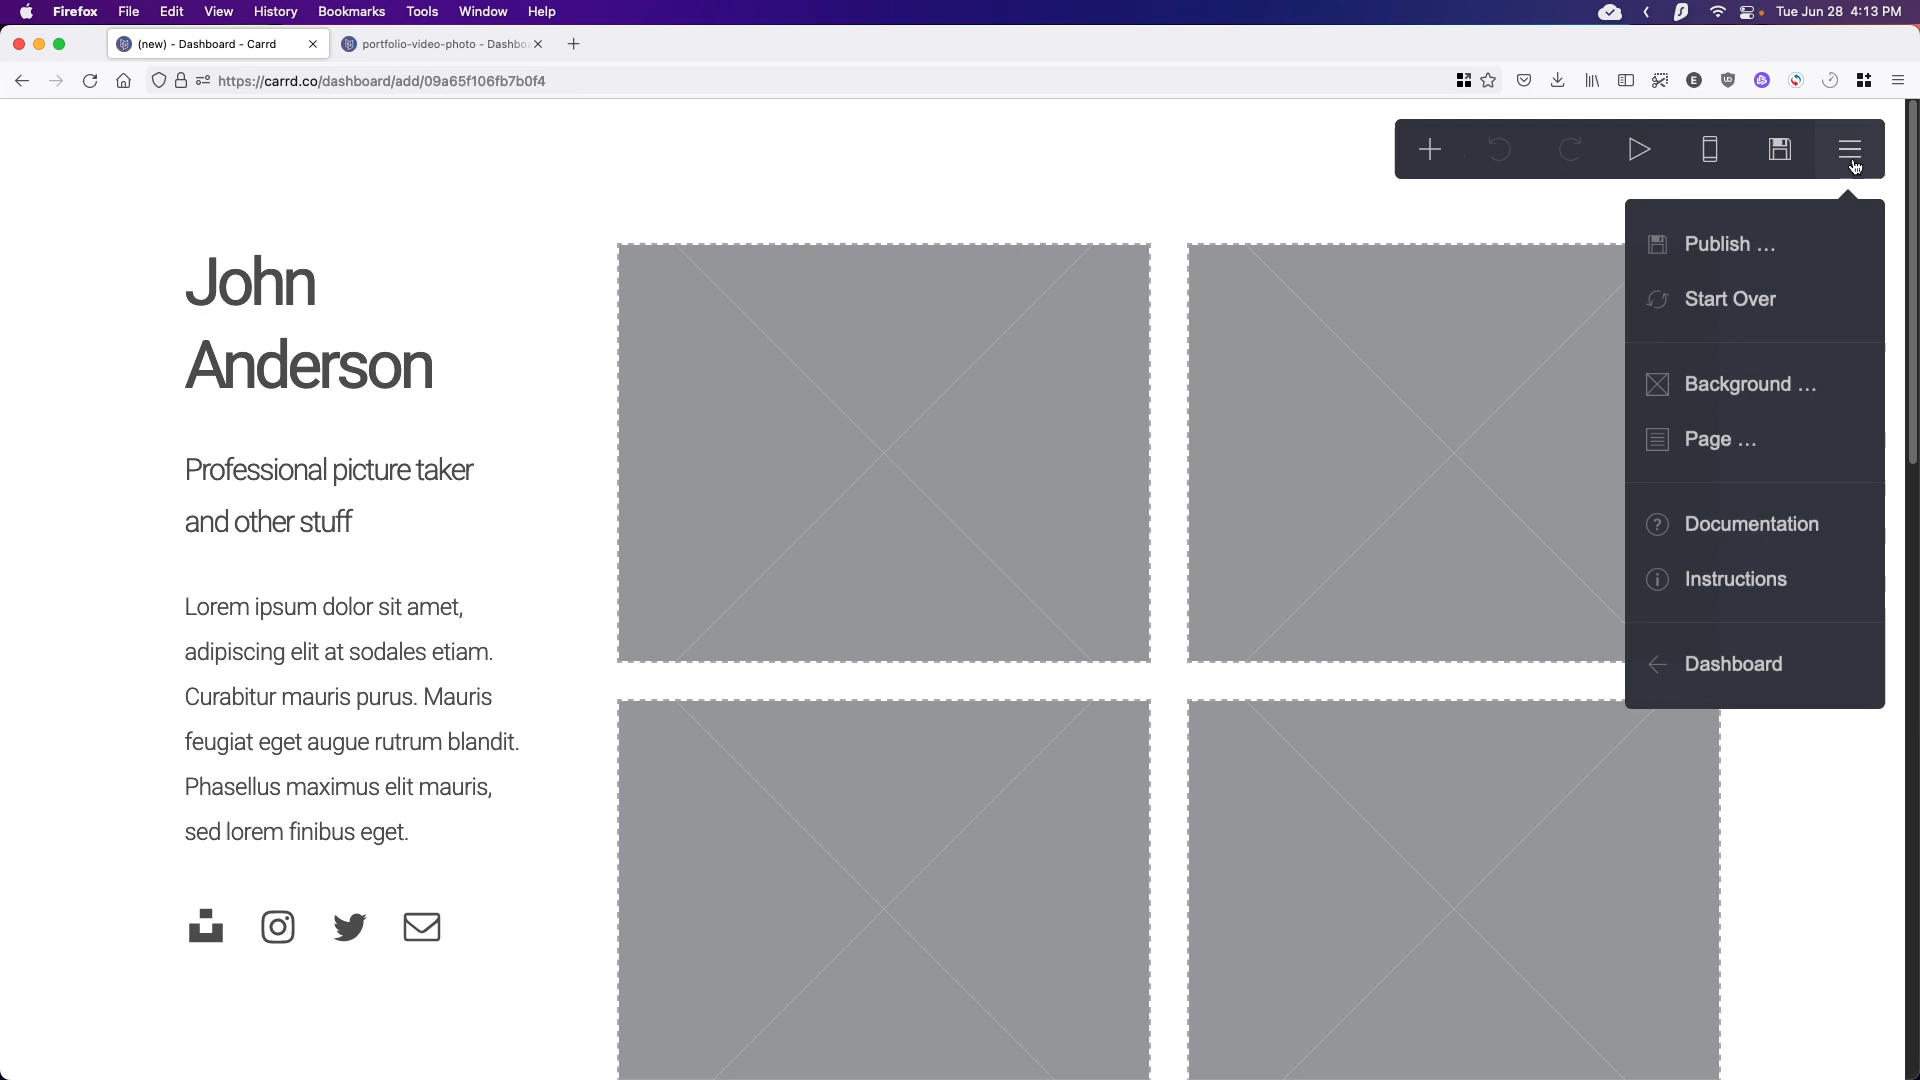 Firefox File Edit View History Bookmarks Tools Window Help
Tue Jun 28 4:13 PM
(new) - Dashboard - Carrd
portfolio-video-photo - Dashbo
https://carrd.co/dashboard/add/09a65f106fb7b0f4
Publish ...
Start Over
Background ...
Page ...
Documentation
Instructions
Dashboard
John
Anderson
Professional picture taker
and other stuff
Lorem ipsum dolor sit amet,
adipiscing elit at sodales etiam.
Curabitur mauris purus. Mauris
feugiat eget augue rutrum blandit.
Phasellus maximus elit mauris,
sed lorem finibus eget.